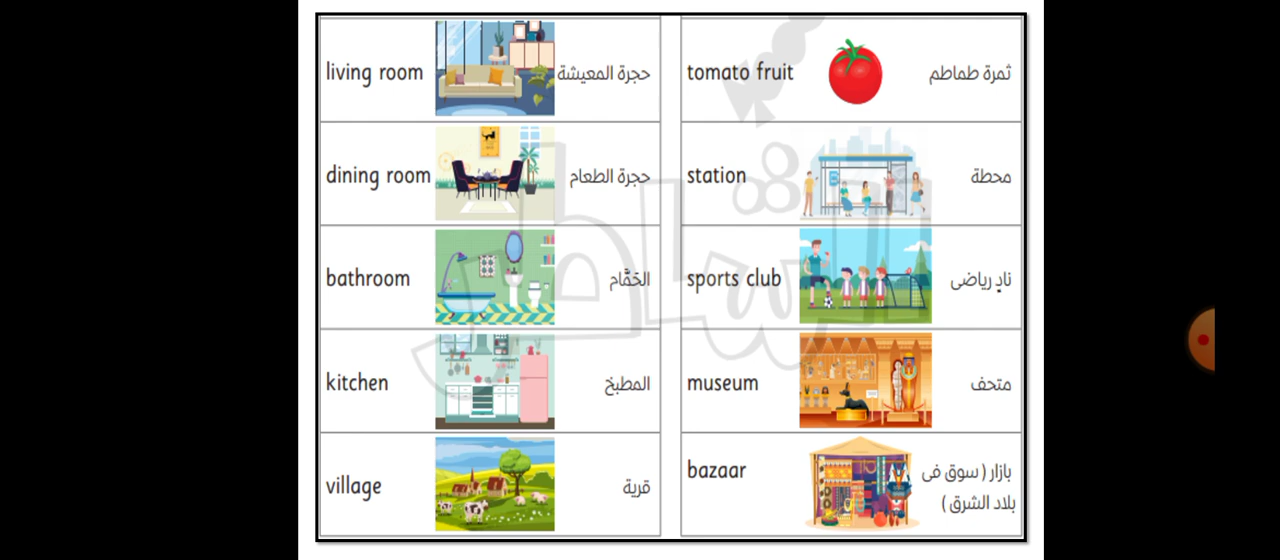 living room
حجرة المعيشة
dining room
حجرة الطعام
bathroom
الحَمَّام
kitchen
المطبخ
village
قرية
tomato fruit
ثمرة طماطم
station
محطة
sports club
نادٍ رياضى
museum
متحف
bazaar
بازار ( سوق فى
بلاد الشرق )